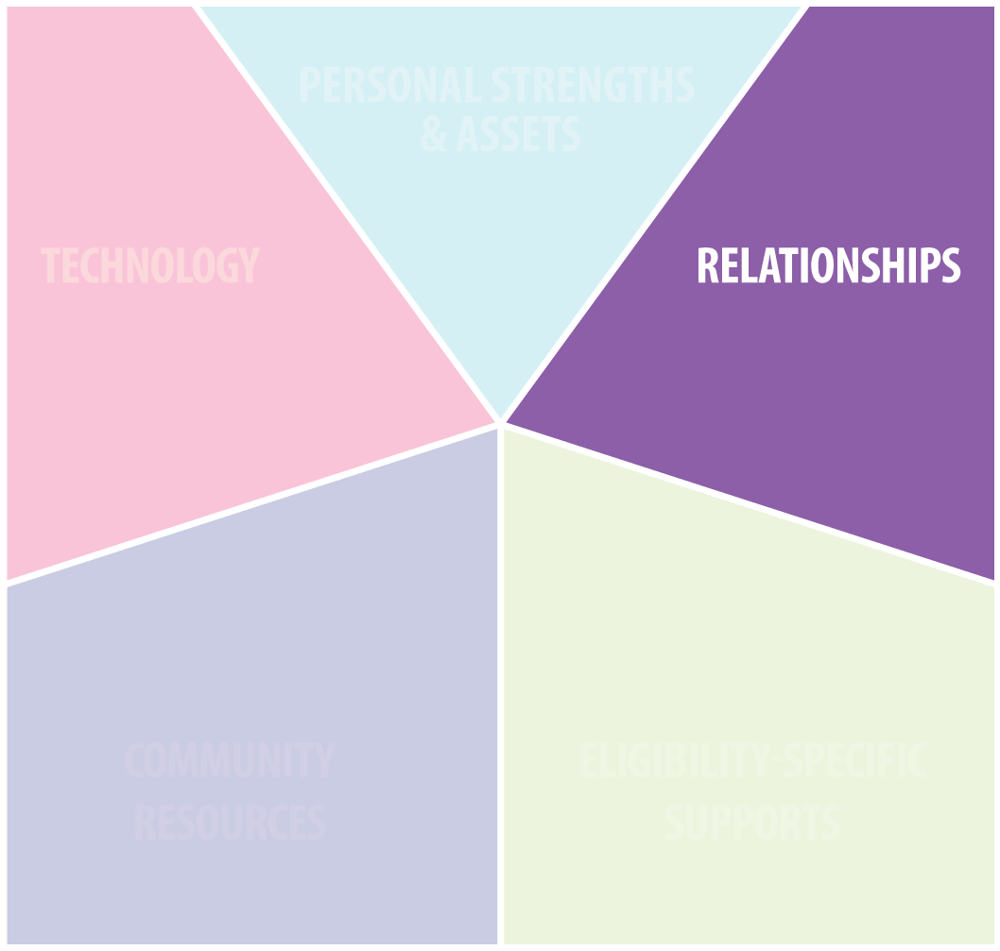 PERSONAL STRENGTHS
& ASSETS
TECHNOLOGY
RELATIONSHIPS
COMMUNITY
RESOURCES
ELIGIBILITY-SPECIFIC
SUPPORTS